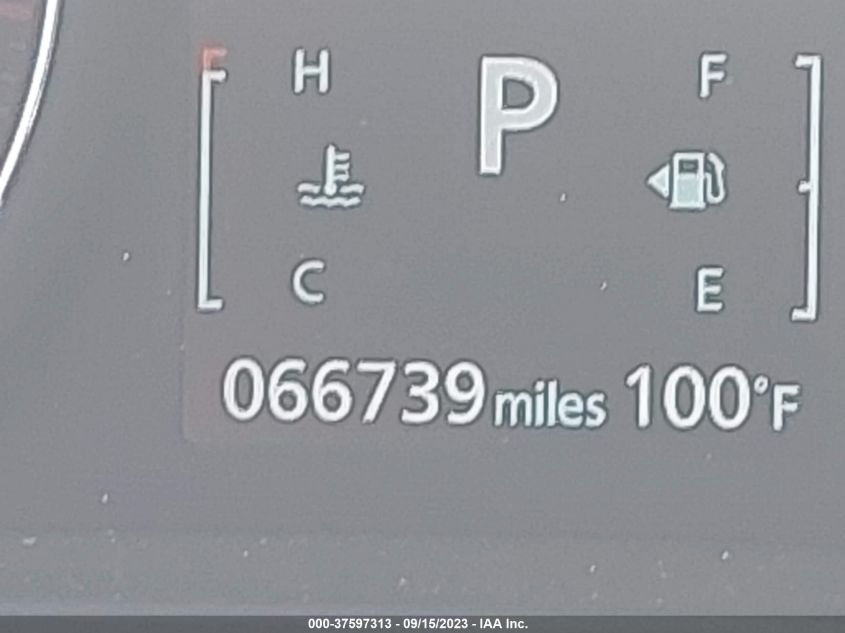 H P F
C E
066739 miles 100°F
000-37597313 - 09/15/2023 - IAA Inc.